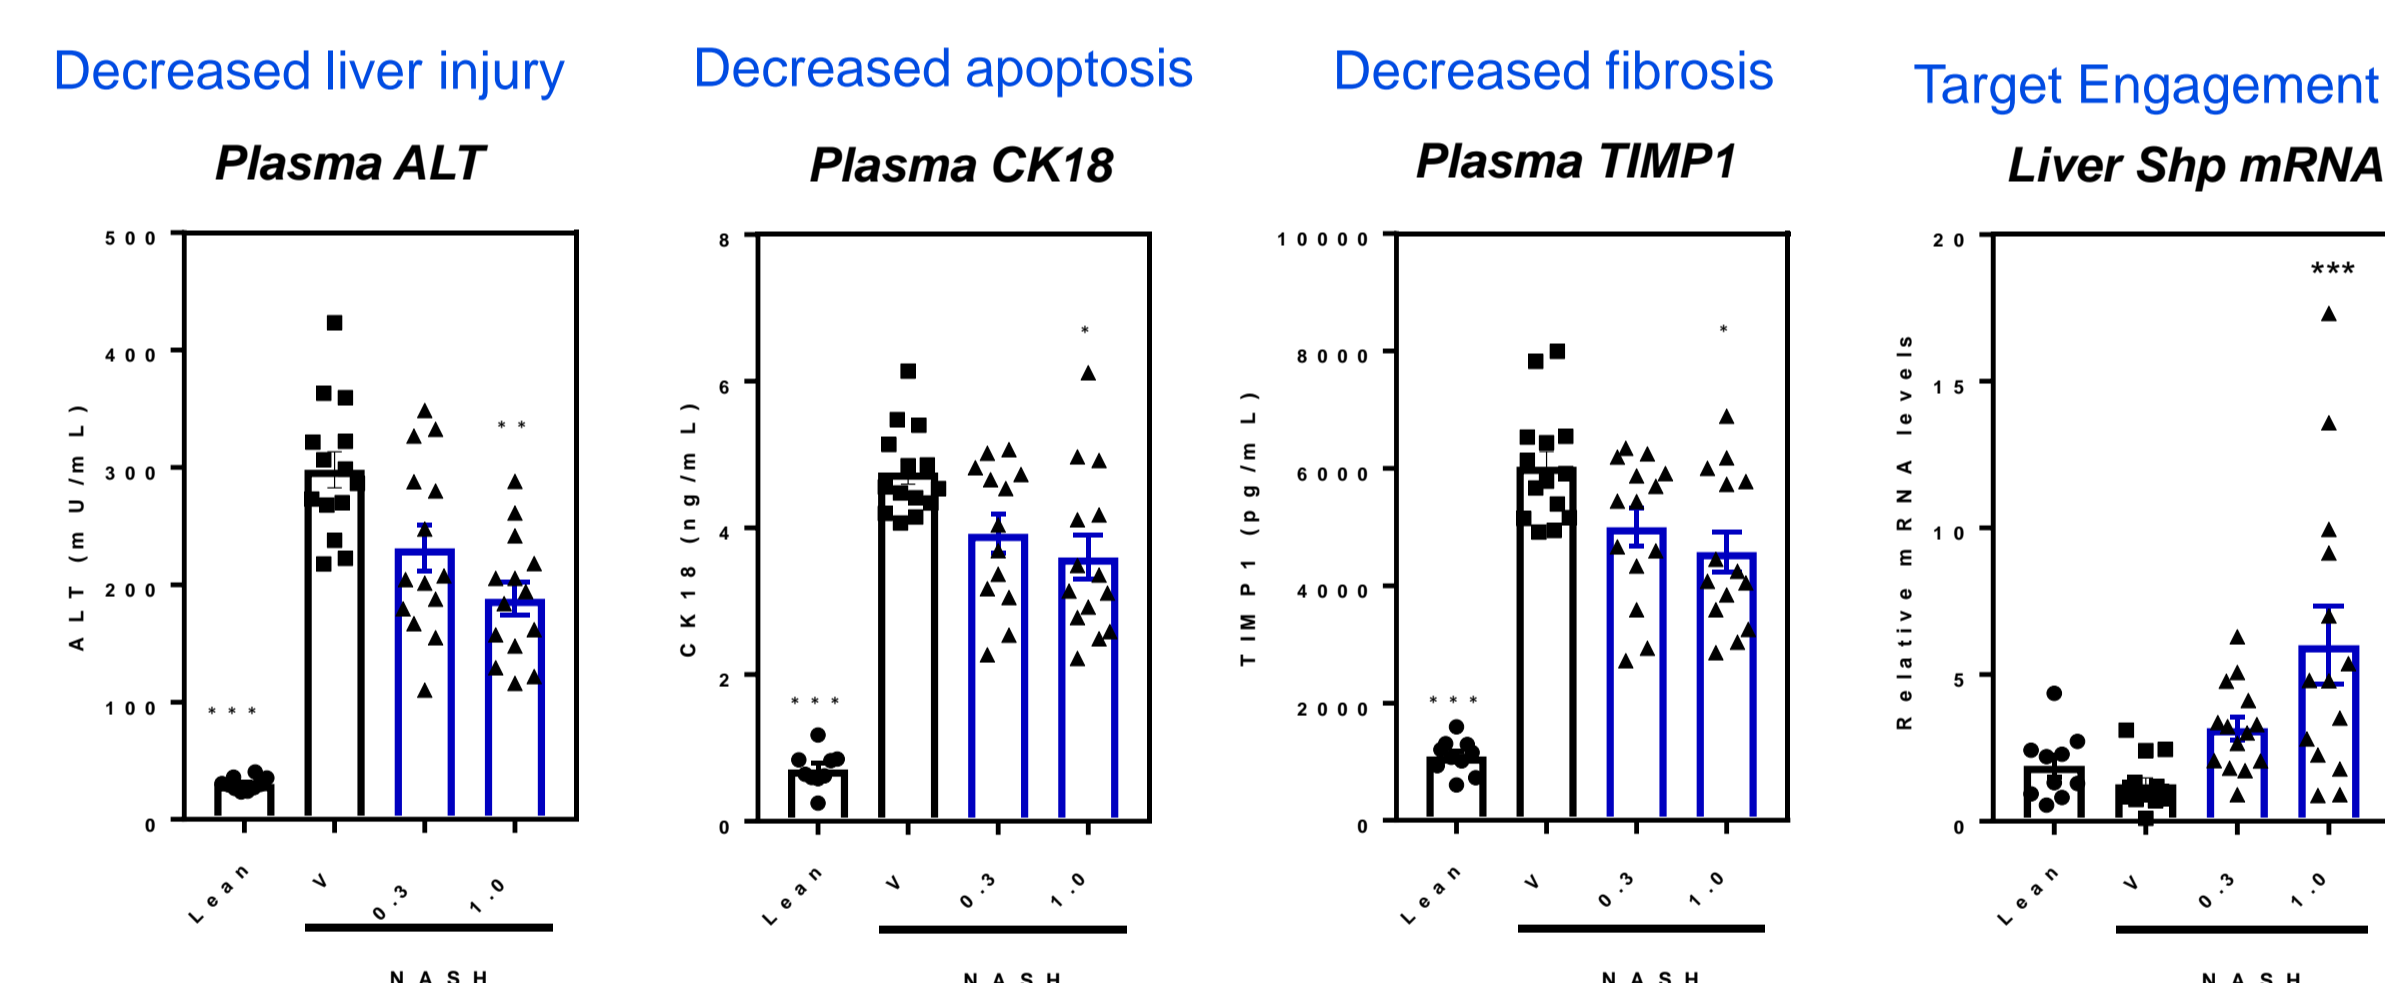 Decreased liver injury
Plasma ALT
ALT (mU/mL)
500
400
300
200
100
0
***
**
Lean
V
0.3
1.0
NASH
Decreased apoptosis
Plasma CK18
CK18 (ng/mL)
8
6
4
2
0
***
*
Lean
V
0.3
1.0
NASH
Decreased fibrosis
Plasma TIMP1
TIMP1 (pg/mL)
10000
8000
6000
4000
2000
0
***
*
Lean
V
0.3
1.0
NASH
Target Engagement
Liver Shp mRNA
Relative mRNA levels
20
15
10
5
0
***
Lean
V
0.3
1.0
NASH